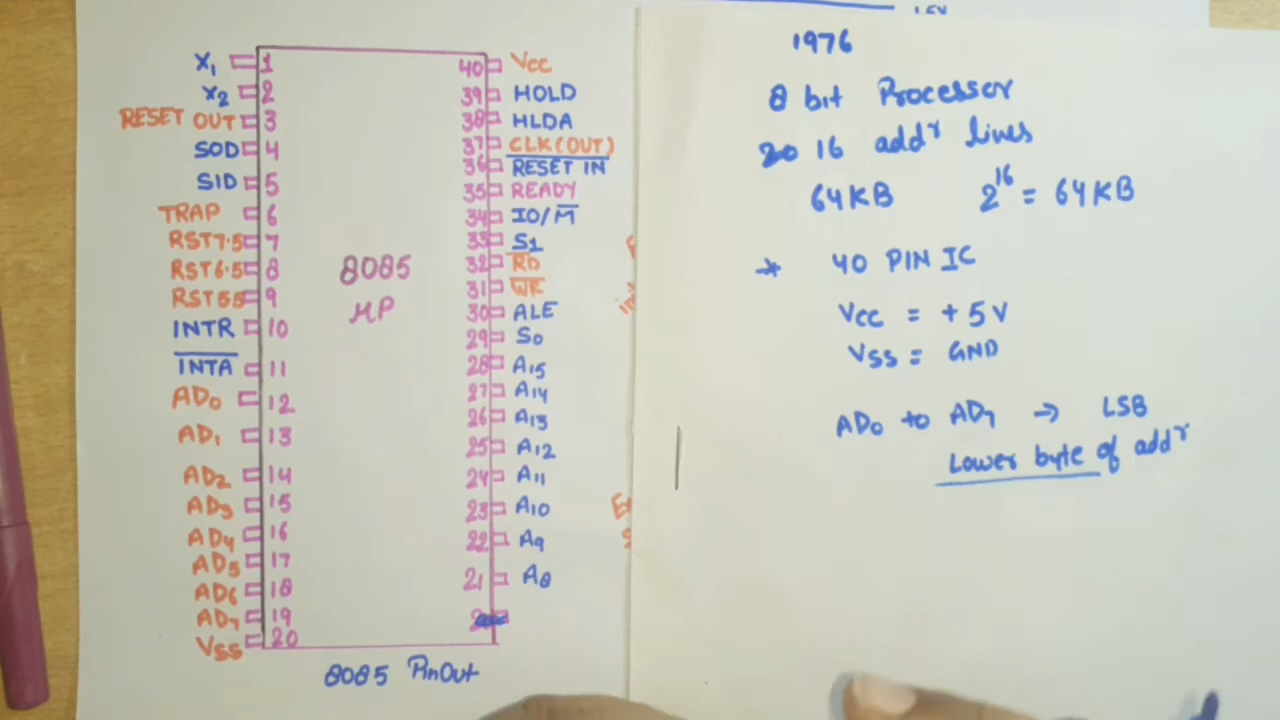 X1 1
X2 2
RESET OUT 3
SOD 4
SID 5
TRAP 6
RST7.5 7
RST6.5 8
RST5.5 9
INTR 10
INTA 11
AD0 12
AD1 13
AD2 14
AD3 15
AD4 16
AD5 17
AD6 18
AD7 19
VSS 20
8085
μP
40 Vcc
39 HOLD
38 HLDA
37 CLK(OUT)
36 RESET IN
35 READY
34 IO/M̅
33 S1
32 R̅D̅
31 W̅R̅
30 ALE
29 S0
28 A15
27 A14
26 A13
25 A12
24 A11
23 A10
22 A9
21 A8
8085 PinOut
1976
8 bit Processor
20 16 addr lines
64KB 2^16 = 64KB
* 40 PIN IC
Vcc = +5V
Vss = GND
AD0 to AD7 → LSB
Lower byte of addr